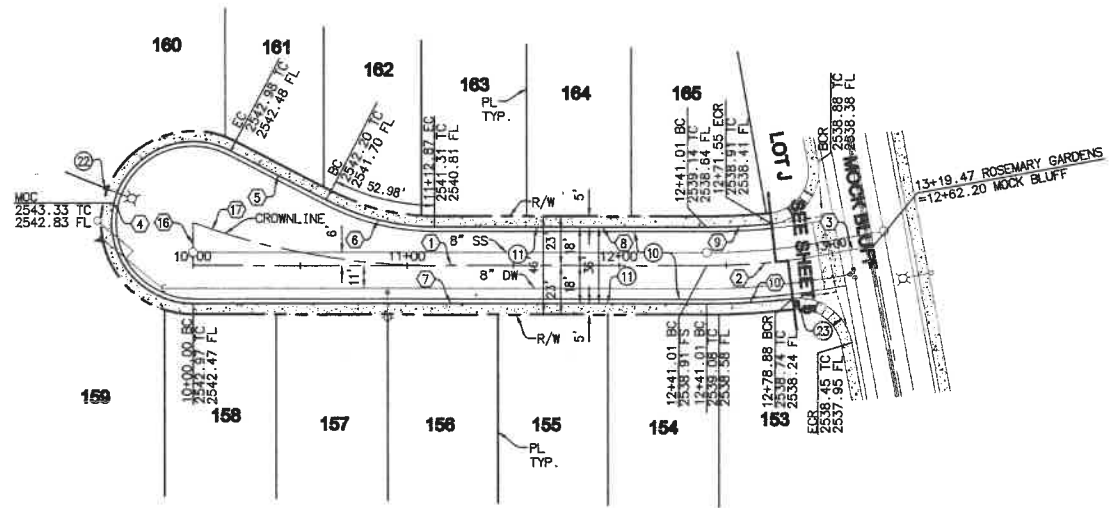 160
161
162
163
164
165
EC
2542.98 TC
2542.48 FL
BC
2542.20 TC
2541.70 FL
52.98'
11+12.87 EC
2541.31 TC
2540.81 FL
PL
TYP.
12+41.01 BC
2539.14 TC
2538.64 FL
12+71.55 ECR
2538.91 TC
2538.41 FL
LOT J
BCR
2538.88 TC
2538.38 FL
MOCK BLUFF
SEE SHEET 5
13+19.47 ROSEMARY GARDENS
=12+62.20 MOCK BLUFF
22
MOC
2543.33 TC
2542.83 FL
4
16
17
5
CROWNLINE
6
6'
R/W
5'
10+00
11+00
12+00
1
8" SS
11
23'
18'
8
10
9
3
11'
7
8" DW
46'
36'
23'
18'
11
2
10
23
R/W
5'
10+00.00 BC
2542.97 TC
2542.47 FL
12+41.01 BC
2538.91 FS
12+41.01 BC
2539.08 TC
2538.58 FL
12+78.88 BCR
2538.74 TC
2538.24 FL
ECR
2538.45 TC
2537.95 FL
159
158
157
156
155
154
153
PL
TYP.